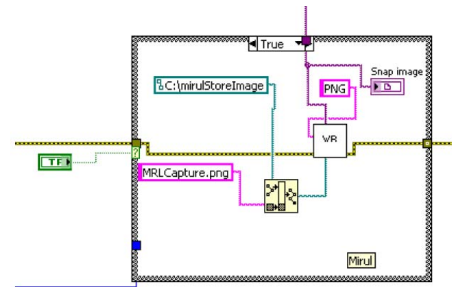 True
Snap image
C:\mirulStoreImage
PNG
WR
TF
MRLCapture.png
?
Mirul